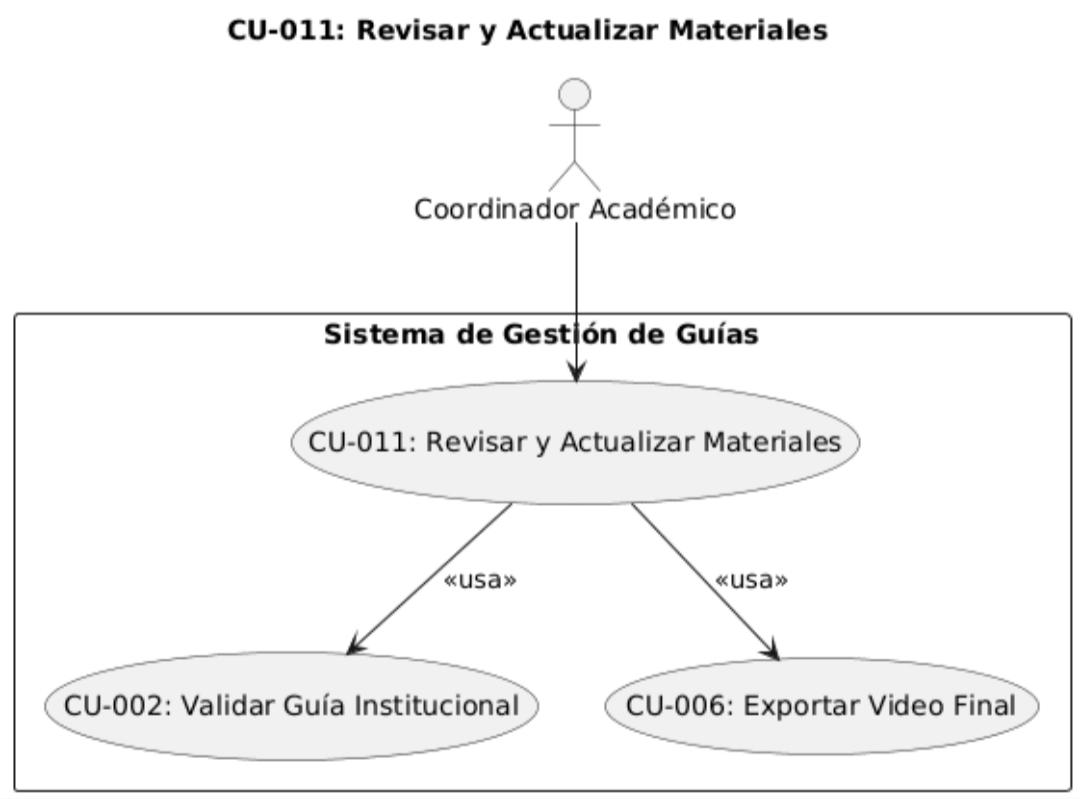 CU-011: Revisar y Actualizar Materiales
Coordinador Académico
Sistema de Gestión de Guías
CU-011: Revisar y Actualizar Materiales
«usa»
«usa»
CU-002: Validar Guía Institucional
CU-006: Exportar Video Final